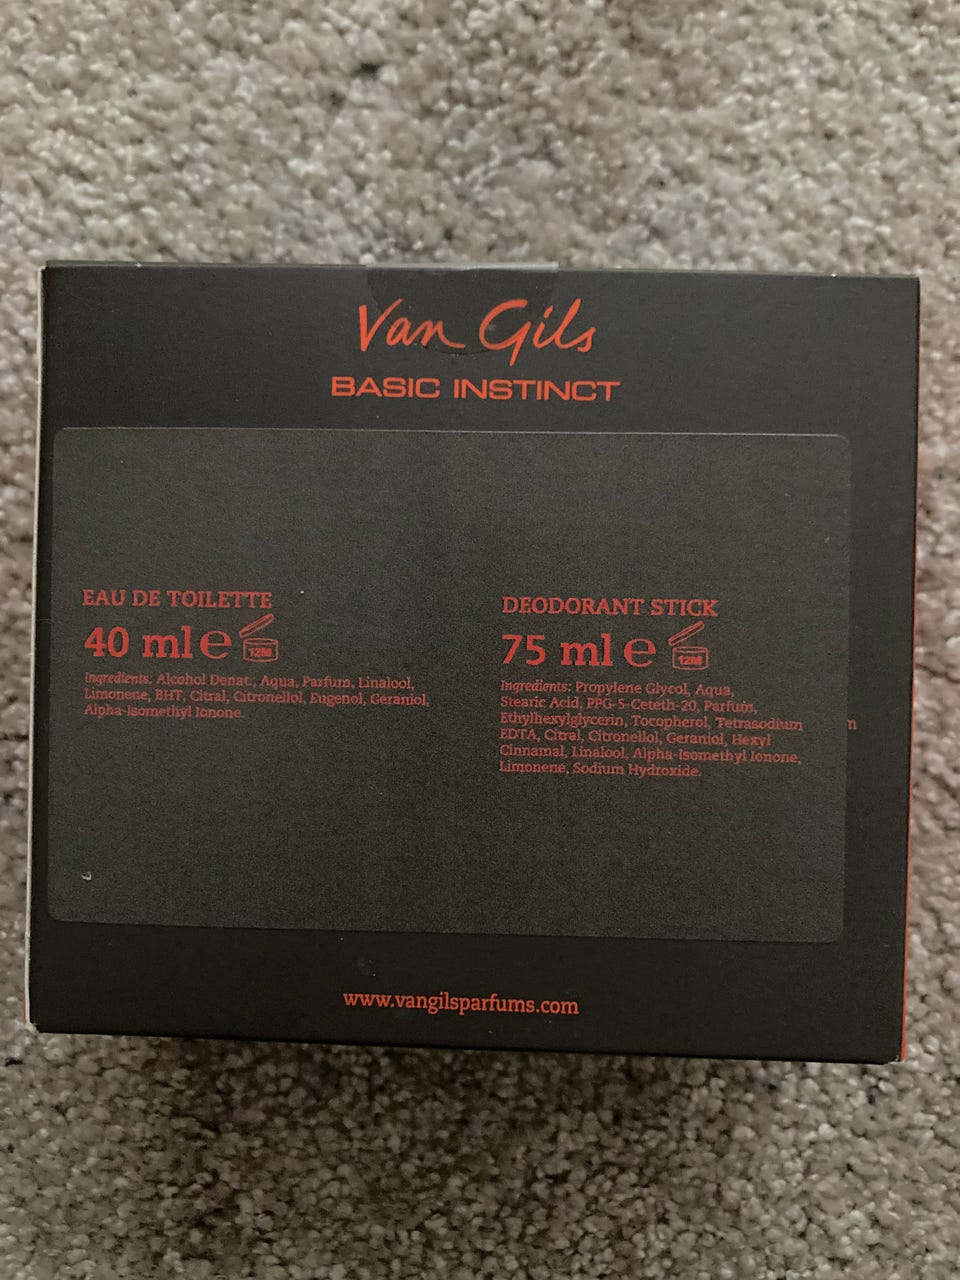 Van Gils
BASIC INSTINCT
EAU DE TOILETTE
40 ml e 12M
Ingredients: Alcohol Denat., Aqua, Parfum, Linalool,
Limonene, BHT, Citral, Citronellol, Eugenol, Geraniol,
Alpha-Isomethyl Ionone.
DEODORANT STICK
75 ml e 12M
Ingredients: Propylene Glycol, Aqua,
Stearic Acid, PPG-5-Ceteth-20, Parfum,
Ethylhexylglycerin, Tocopherol, Tetrasodium
EDTA, Citral, Citronellol, Geraniol, Hexyl
Cinnamal, Linalool, Alpha-Isomethyl Ionone,
Limonene, Sodium Hydroxide.
www.vangilsparfums.com